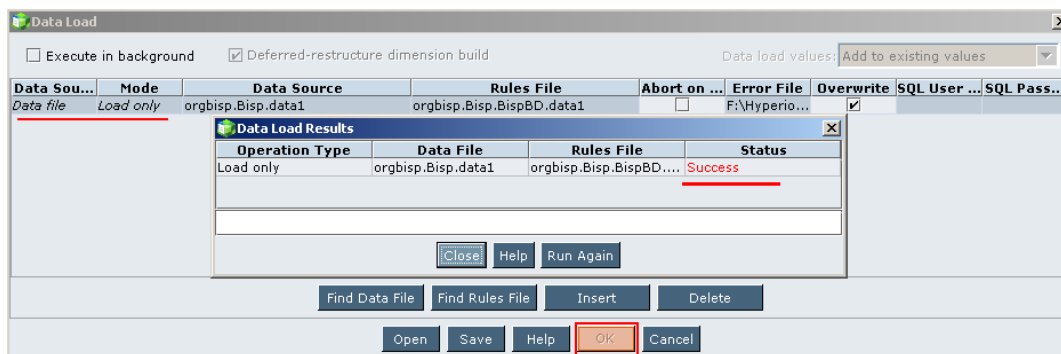 Data Load
Execute in background Deferred-restructure dimension build Data load values: Add to existing values
Data Sou... Mode Data Source Rules File Abort on ... Error File Overwrite SQL User ... SQL Pass...
Data file Load only orgbisp.Bisp.data1 orgbisp.Bisp.BispBD.data1 F:\Hyperio...
Data Load Results
Operation Type Data File Rules File Status
Load only orgbisp.Bisp.data1 orgbisp.Bisp.BispBD.... Success
Close Help Run Again
Find Data File Find Rules File Insert Delete
Open Save Help OK Cancel